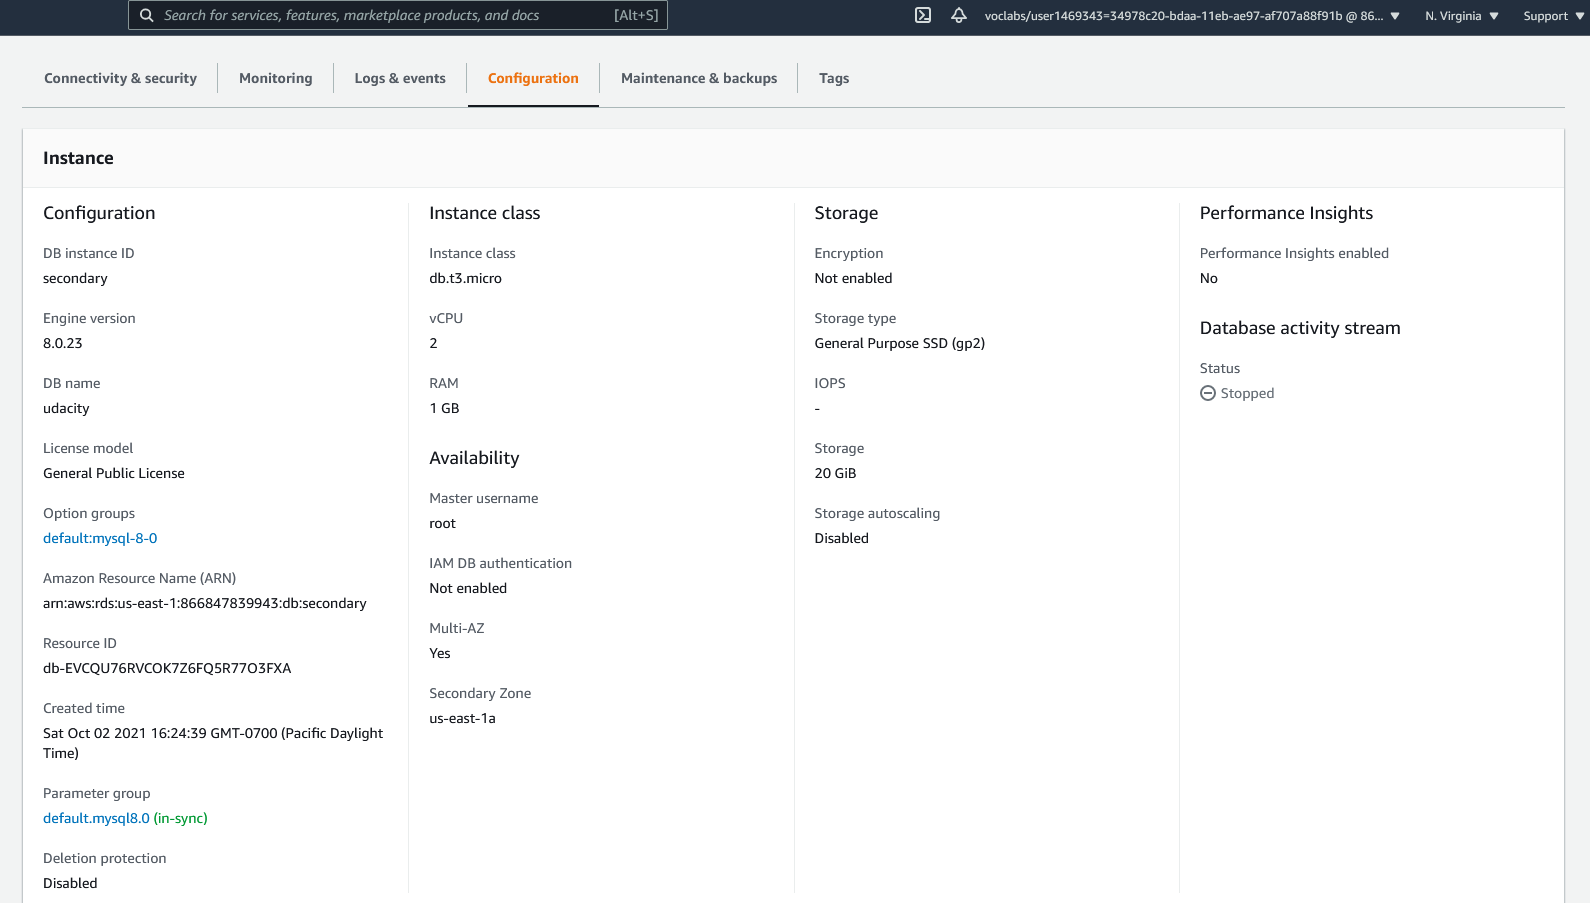 Search for services, features, marketplace products, and docs [Alt+S] voclabs/user1469343=34978c20-bdaa-11eb-ae97-af707a88f91b @ 86... N. Virginia Support
Connectivity & security Monitoring Logs & events Configuration Maintenance & backups Tags
Instance
Configuration
DB instance ID
secondary
Engine version
8.0.23
DB name
udacity
License model
General Public License
Option groups
default:mysql-8-0
Amazon Resource Name (ARN)
arn:aws:rds:us-east-1:866847839943:db:secondary
Resource ID
db-EVCQU76RVCOK7Z6FQ5R77O3FXA
Created time
Sat Oct 02 2021 16:24:39 GMT-0700 (Pacific Daylight
Time)
Parameter group
default.mysql8.0 (in-sync)
Deletion protection
Disabled
Instance class
Instance class
db.t3.micro
vCPU
2
RAM
1 GB
Availability
Master username
root
IAM DB authentication
Not enabled
Multi-AZ
Yes
Secondary Zone
us-east-1a
Storage
Encryption
Not enabled
Storage type
General Purpose SSD (gp2)
IOPS
-
Storage
20 GiB
Storage autoscaling
Disabled
Performance Insights
Performance Insights enabled
No
Database activity stream
Status
Stopped